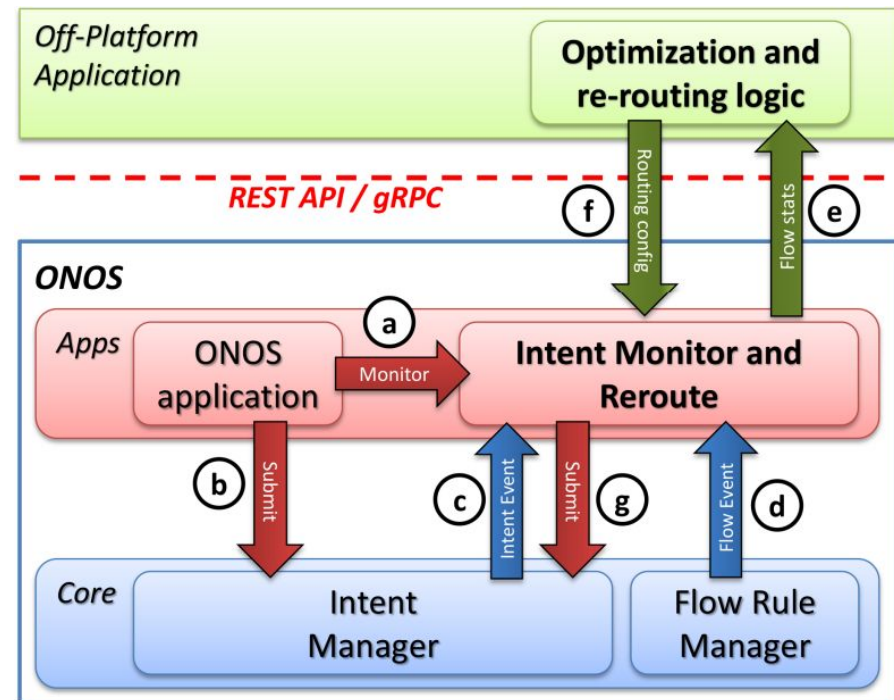 Off-Platform
Application
Optimization and
re-routing logic
REST API / gRPC
f
Routing config
Flow stats
e
ONOS
Apps
ONOS
application
a
Monitor
Intent Monitor and
Reroute
b
Submit
c
Intent Event
Submit
g
Flow Event
d
Core
Intent
Manager
Flow Rule
Manager